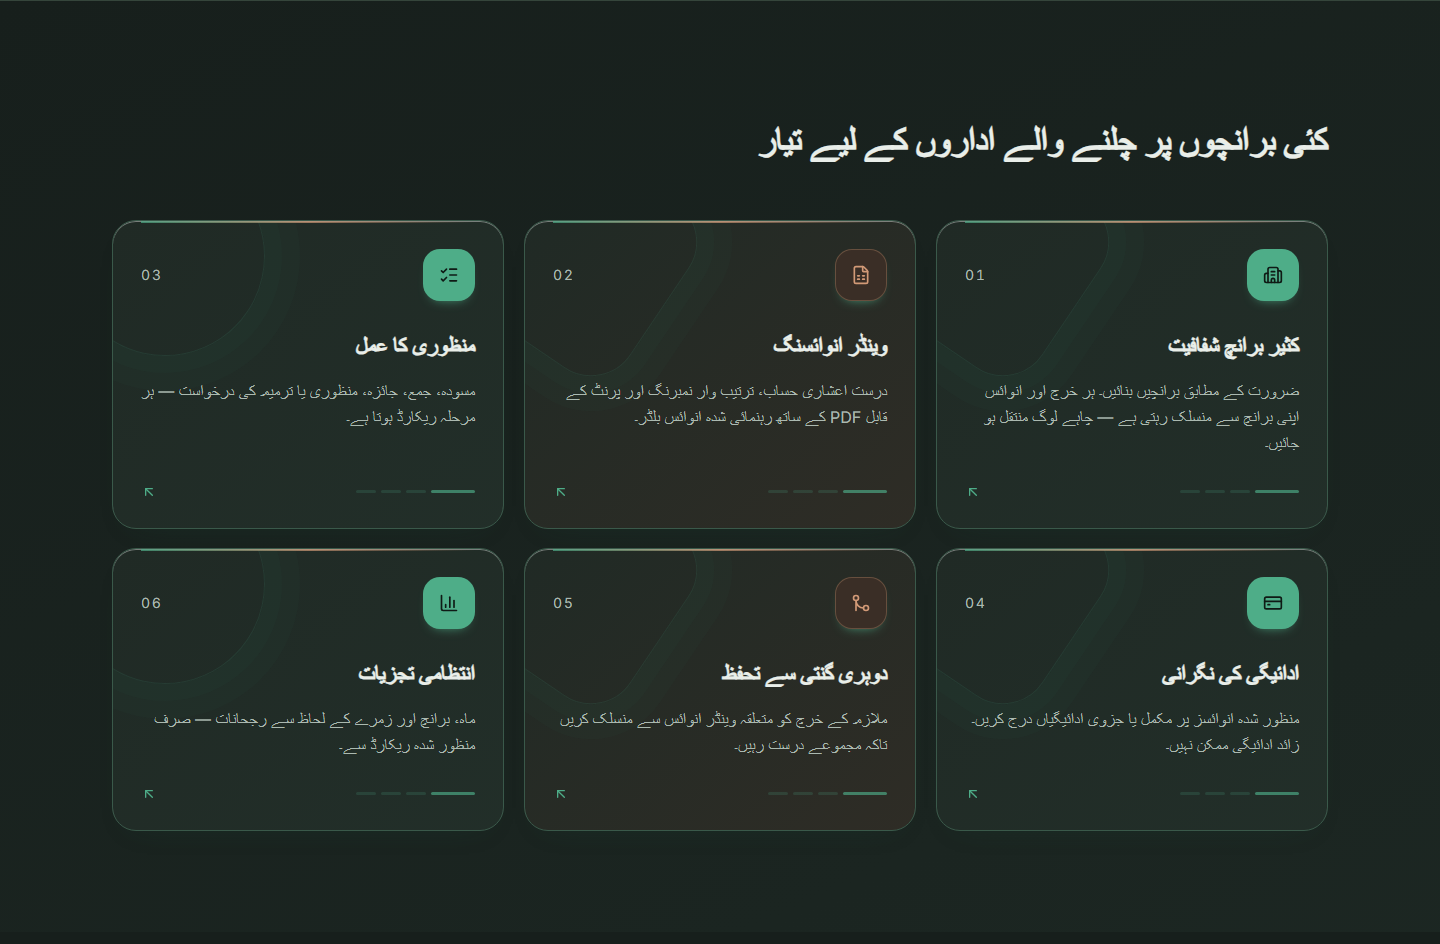 کئی برانچوں پر چلنے والے اداروں کے لیے تیار
01
کثیر برانچ شفافیت
ضرورت کے مطابق برانچیں بنائیں۔ ہر خرچ اور انوائس
اپنی برانچ سے منسلک رہتی ہے — چاہے لوگ منتقل ہو
جائیں۔
02
وینڈر انوائسنگ
درست اعشاری حساب، ترتیب وار نمبرنگ اور پرنٹ کے
قابل PDF کے ساتھ رہنمائی شدہ انوائس بلڈر۔
03
منظوری کا عمل
مسودہ، جمع، جائزہ، منظوری یا ترمیم کی درخواست — ہر
مرحلہ ریکارڈ ہوتا ہے۔
04
ادائیگی کی نگرانی
منظور شدہ انوائسز پر مکمل یا جزوی ادائیگیاں درج کریں۔
زائد ادائیگی ممکن نہیں۔
05
دوہری گنتی سے تحفظ
ملازم کے خرچ کو متعلقہ وینڈر انوائس سے منسلک کریں
تاکہ مجموعے درست رہیں۔
06
انتظامی تجزیات
ماہ، برانچ اور زمرے کے لحاظ سے رجحانات — صرف
منظور شدہ ریکارڈ سے۔